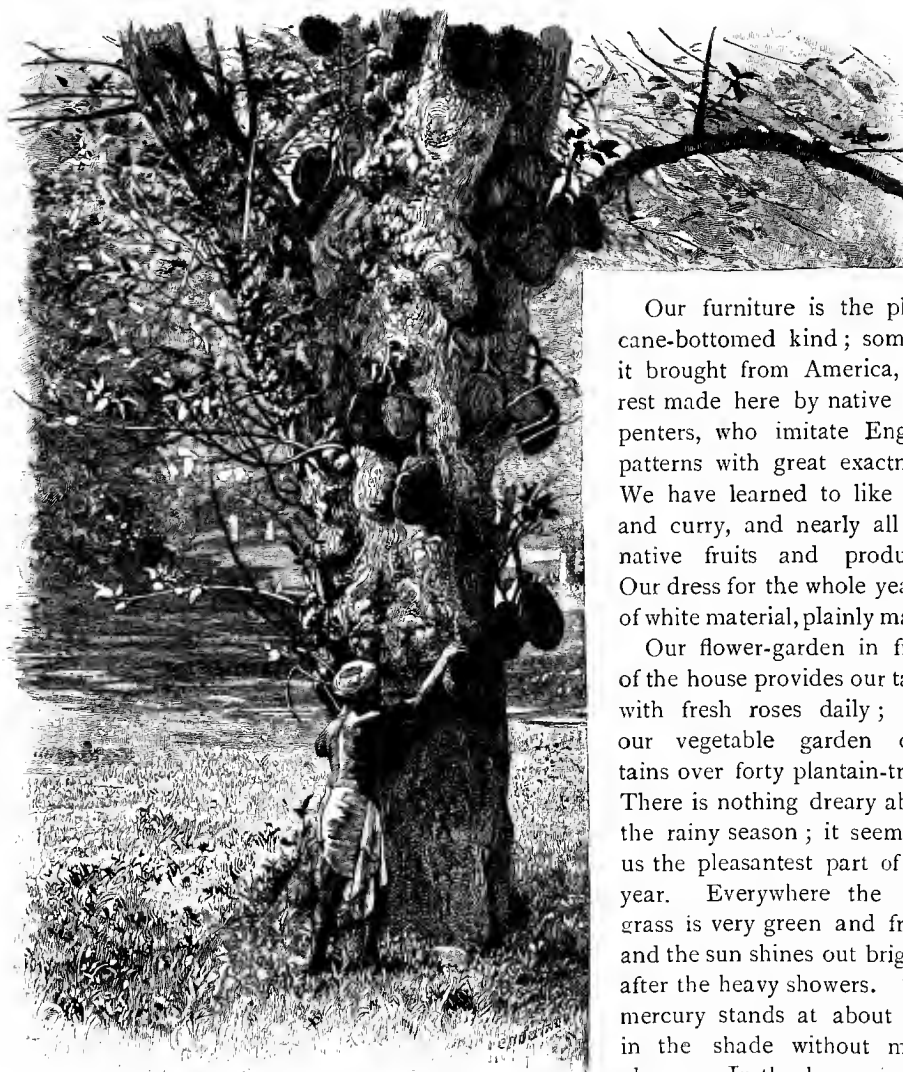 Our furniture is the pl
cane-bottomed kind ; som
it brought from America,
rest made here by native
penters, who imitate Eng
patterns with great exactn
We have learned to like
and curry, and nearly all
native fruits and produ
Our dress for the whole yea
of white material, plainly ma
Our flower-garden in f
of the house provides our ta
with fresh roses daily ;
our vegetable garden c
tains over forty plantain-tr
There is nothing dreary ab
the rainy season ; it seem
us the pleasantest part of
year. Everywhere the
grass is very green and fr
and the sun shines out brig
after the heavy showers.
mercury stands at about
in the shade without m